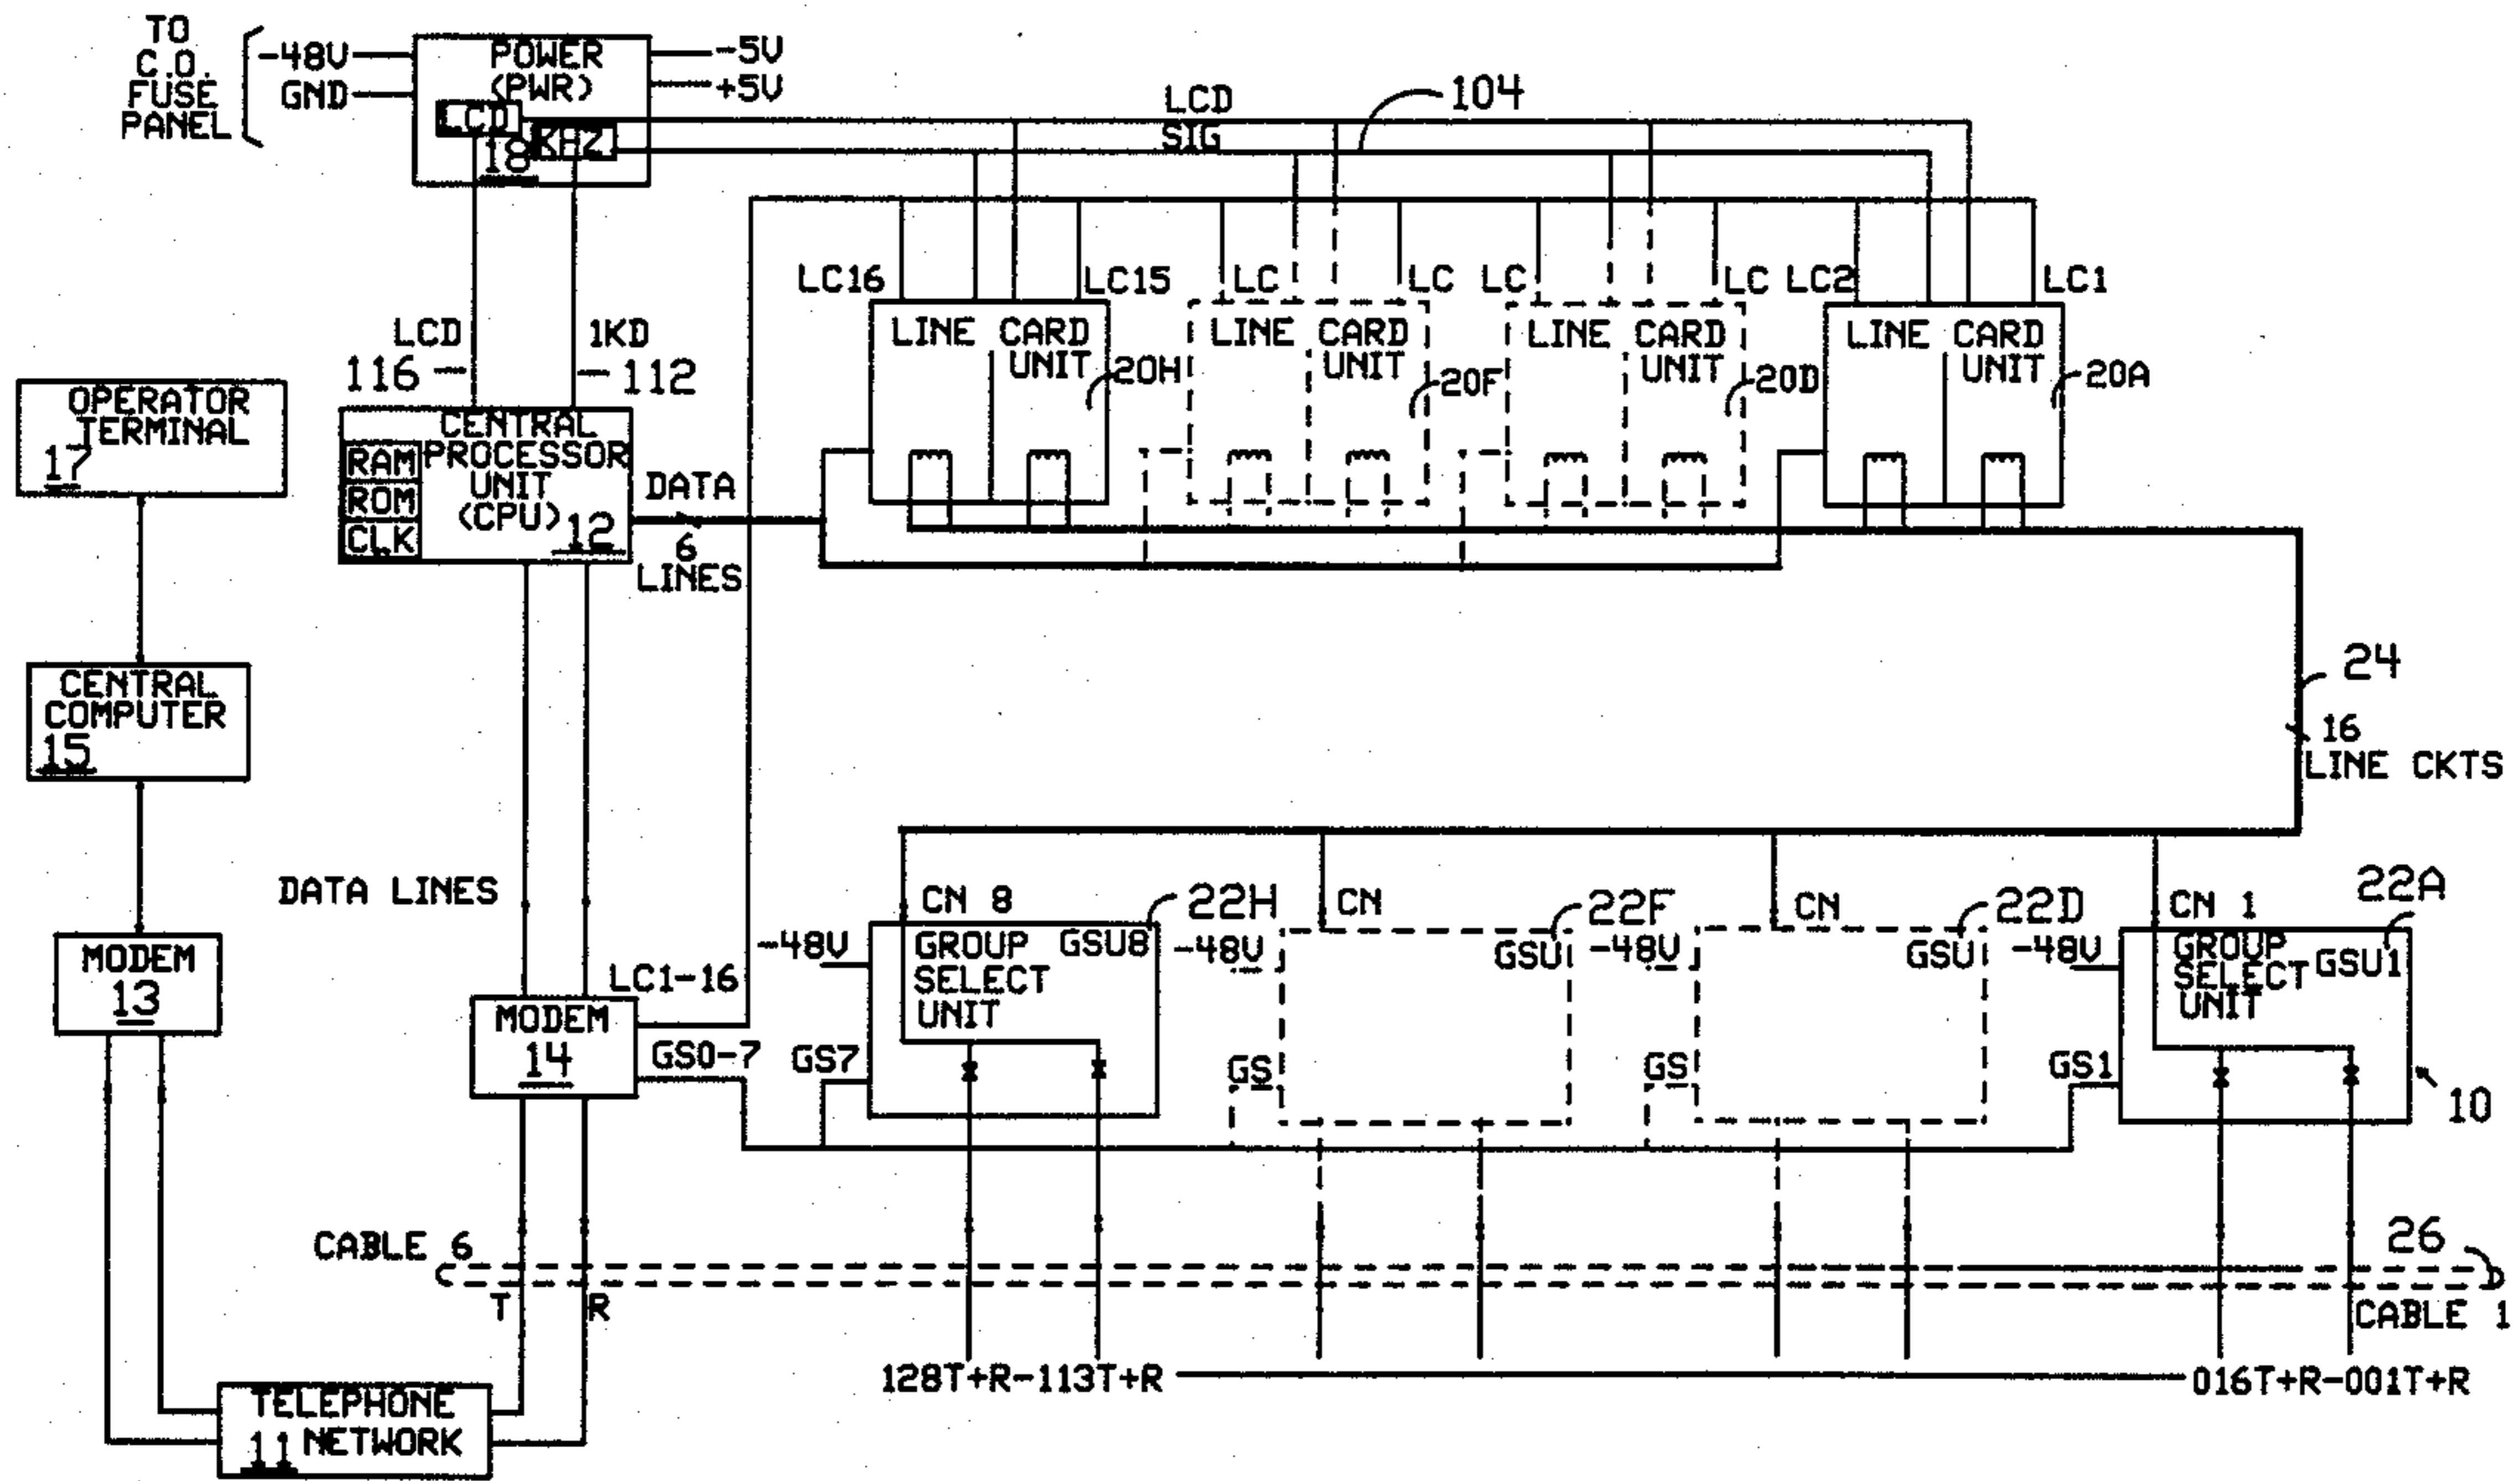 TO
C.O.
FUSE
PANEL
-48V
GND
POWER
(PWR)
LCD
KHZ
18
-5V
+5V
LCD
SIG
104
LC16
LC15
LC
LC
LC
LC
LC2
LC1
LINE CARD
UNIT
20H
LINE CARD
UNIT
20F
LINE CARD
UNIT
20D
LINE CARD
UNIT
20A
LCD
116
1KD
112
OPERATOR
TERMINAL
17
CENTRAL
PROCESSOR
UNIT
(CPU)
12
RAM
ROM
CLK
DATA
6
LINES
CENTRAL
COMPUTER
15
24
16
LINE CKTS
DATA LINES
MODEM
13
MODEM
14
LC1-16
GS0-7
CN 8
22H
-48V
GROUP
SELECT
UNIT
GSU8
GS7
CN
22F
-48V
GSU
GS
CN
22D
-48V
GSU
GS
CN 1
22A
-48V
GROUP
SELECT
UNIT
GSU1
GS1
10
CABLE 6
T
R
26
CABLE 1
128T+R-113T+R
016T+R-001T+R
TELEPHONE
NETWORK
11